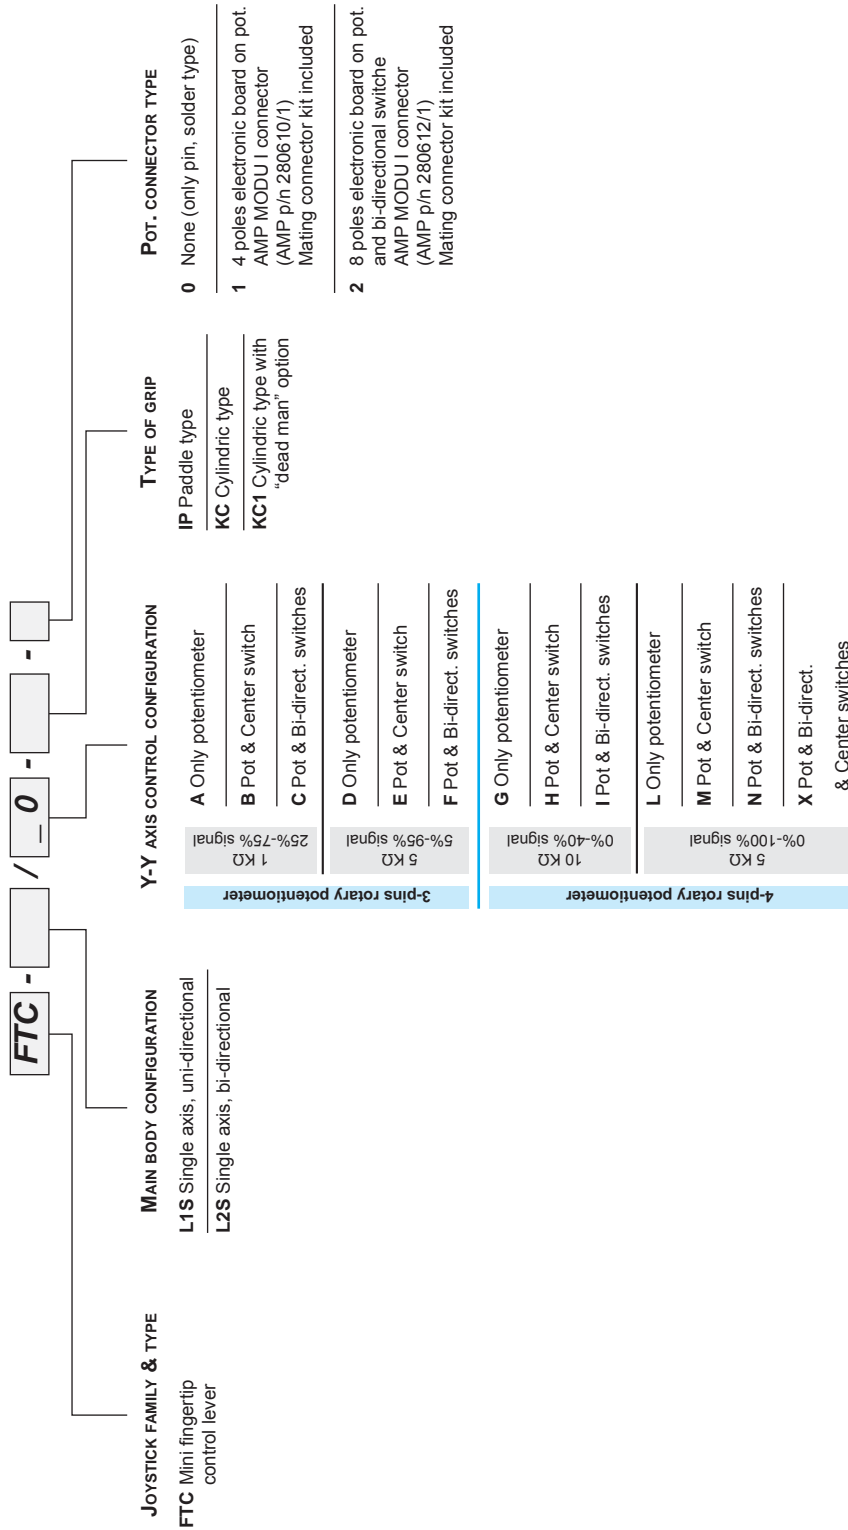 FTC - / _0 - -
JOYSTICK FAMILY & TYPE
FTC Mini fingertip
control lever
MAIN BODY CONFIGURATION
L1S Single axis, uni-directional
L2S Single axis, bi-directional
Y-Y AXIS CONTROL CONFIGURATION
3-pins rotary potentiometer
1 KΩ
25%-75% signal
A Only potentiometer
B Pot & Center switch
C Pot & Bi-direct. switches
5 KΩ
5%-95% signal
D Only potentiometer
E Pot & Center switch
F Pot & Bi-direct. switches
4-pins rotary potentiometer
10 KΩ
0%-40% signal
G Only potentiometer
H Pot & Center switch
I Pot & Bi-direct. switches
5 KΩ
0%-100% signal
L Only potentiometer
M Pot & Center switch
N Pot & Bi-direct. switches
X Pot & Bi-direct.
& Center switches
TYPE OF GRIP
IP Paddle type
KC Cylindric type
KC1 Cylindric type with
"dead man" option
POT. CONNECTOR TYPE
0 None (only pin, solder type)
1 4 poles electronic board on pot.
AMP MODU I connector
(AMP p/n 280610/1)
Mating connector kit included
2 8 poles electronic board on pot.
and bi-directional switche
AMP MODU I connector
(AMP p/n 280612/1)
Mating connector kit included